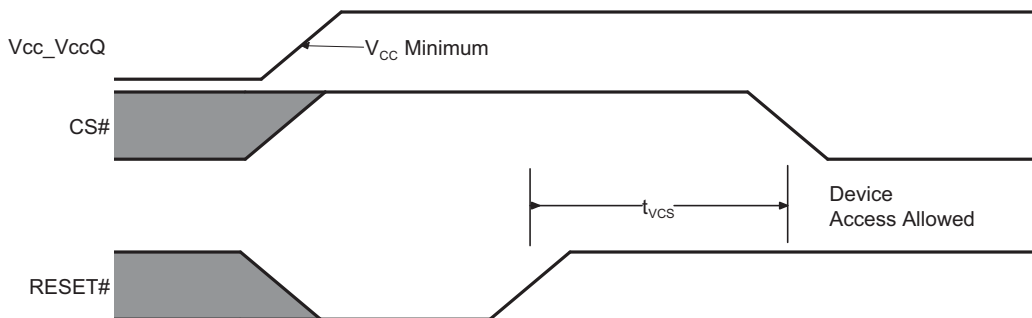 Vcc_VccQ
VCC Minimum
CS#
tVCS
Device
Access Allowed
RESET#